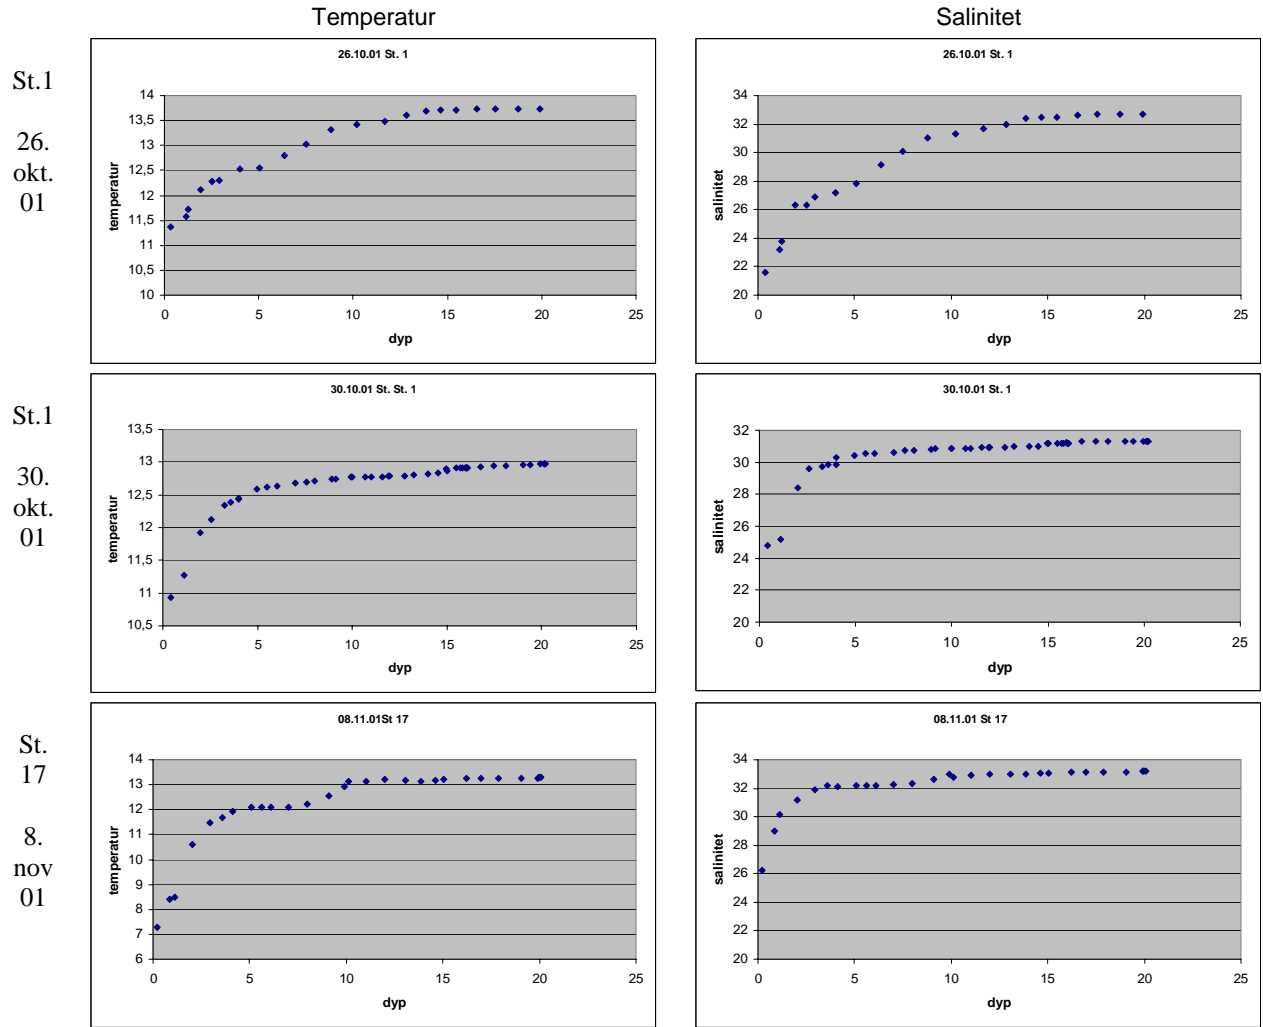 Temperatur
Salinitet
St.1
26.
okt.
01
26.10.01 St. 1
temperatur
14
13,5
13
12,5
12
11,5
11
10,5
10
0 5 10 15 20 25
dyp
26.10.01 St. 1
salinitet
34
32
30
28
26
24
22
20
0 5 10 15 20 25
dyp
St.1
30.
okt.
01
30.10.01 St. St. 1
temperatur
13,5
13
12,5
12
11,5
11
10,5
0 5 10 15 20 25
dyp
30.10.01 St. 1
salinitet
32
30
28
26
24
22
20
0 5 10 15 20 25
dyp
St.
17
8.
nov
01
08.11.01St 17
temperatur
14
13
12
11
10
9
8
7
6
0 5 10 15 20 25
dyp
08.11.01 St 17
salinitet
34
32
30
28
26
24
22
20
0 5 10 15 20 25
dyp